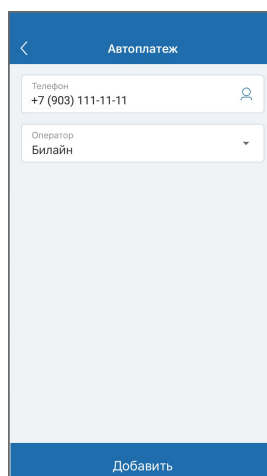 Автоплатеж
Телефон
+7 (903) 111-11-11
Оператор
Билайн
Добавить